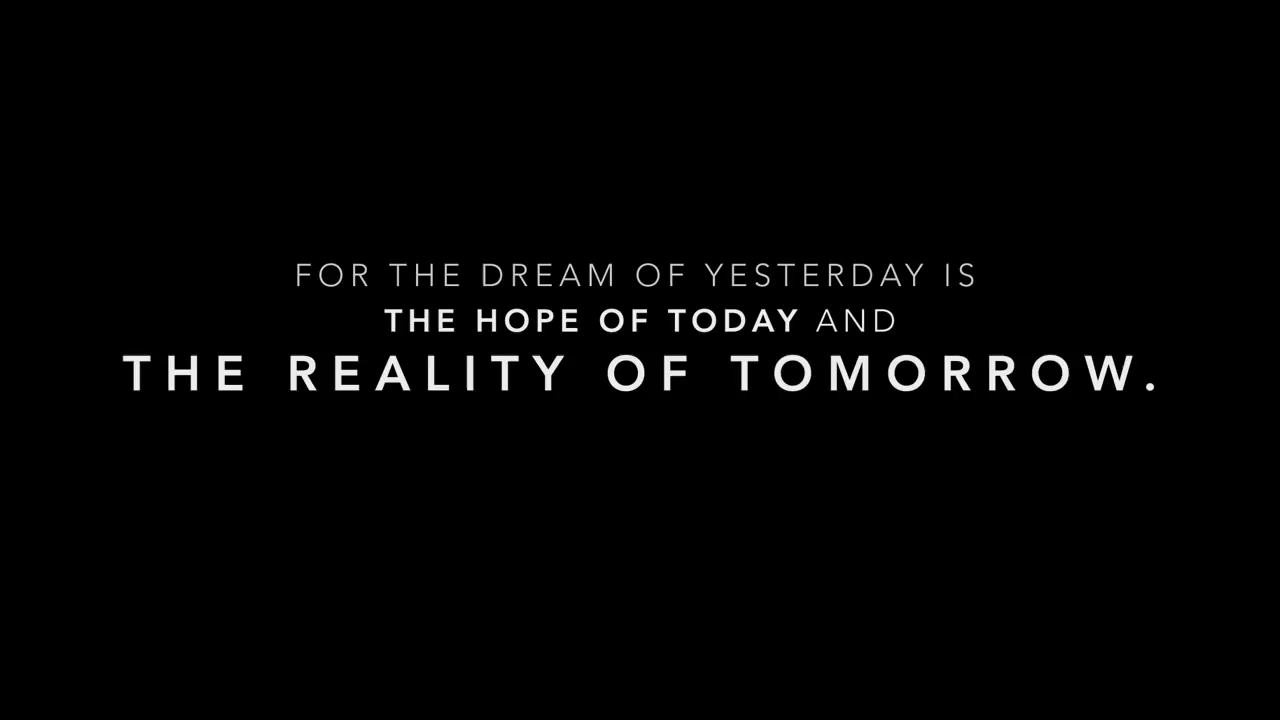 FOR THE DREAM OF YESTERDAY IS
THE HOPE OF TODAY AND
THE REALITY OF TOMORROW.